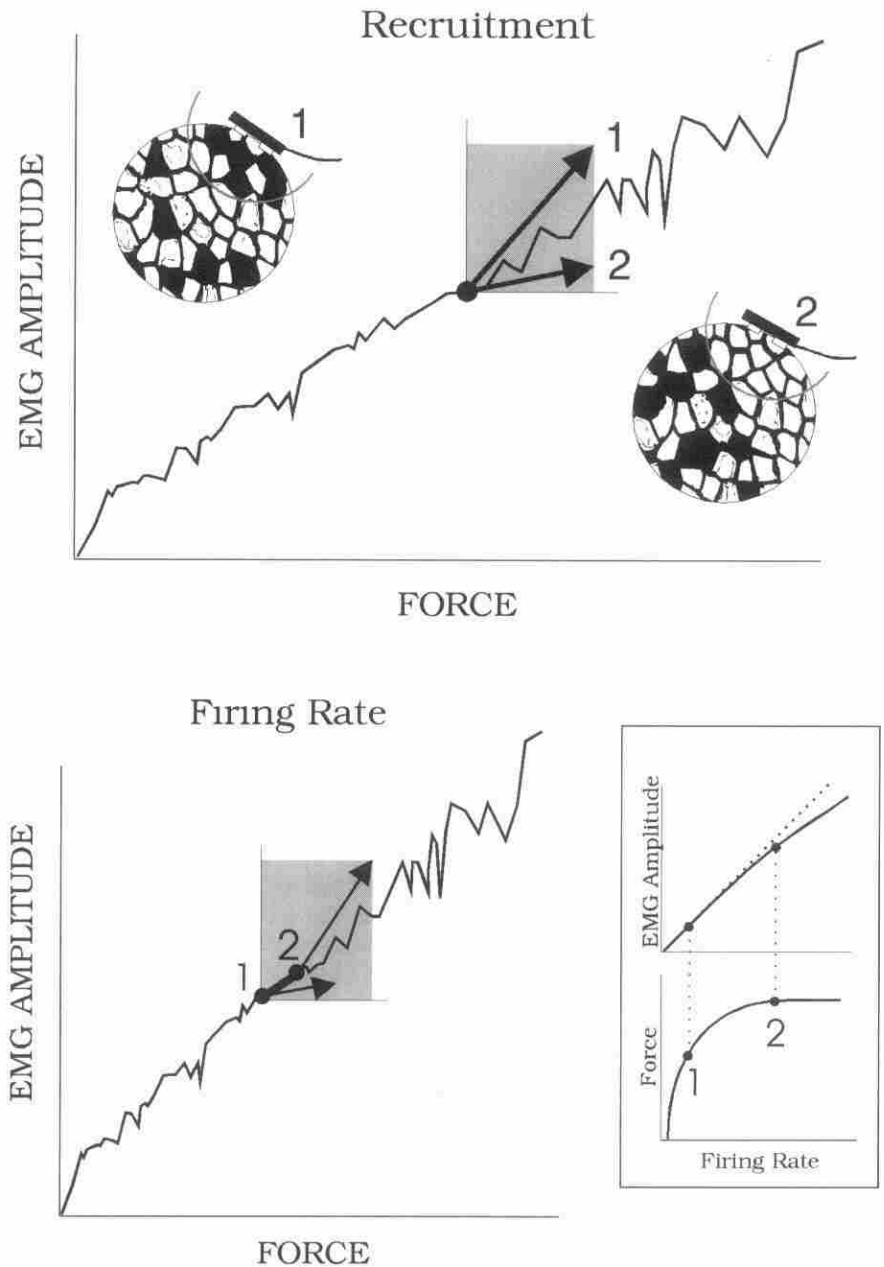 Recruitment
EMG AMPLITUDE
1
1
2
2
FORCE
Firing Rate
EMG AMPLITUDE
1
2
FORCE
EMG Amplitude
Force
1
2
Firing Rate